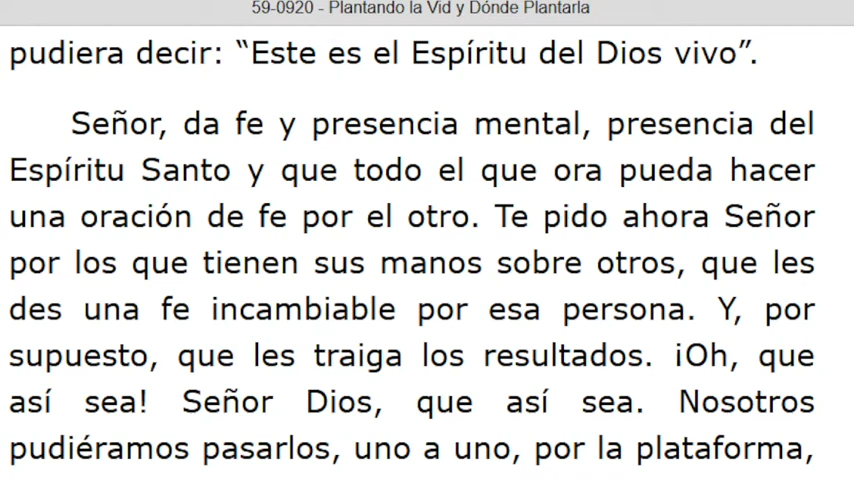 59-0920 - Plantando la Vid y Dónde Plantarla
pudiera decir: “Este es el Espíritu del Dios vivo”.
Señor, da fe y presencia mental, presencia del
Espíritu Santo y que todo el que ora pueda hacer
una oración de fe por el otro. Te pido ahora Señor
por los que tienen sus manos sobre otros, que les
des una fe incambiable por esa persona. Y, por
supuesto, que les traiga los resultados. ¡Oh, que
así sea! Señor Dios, que así sea. Nosotros
pudiéramos pasarlos, uno a uno, por la plataforma,